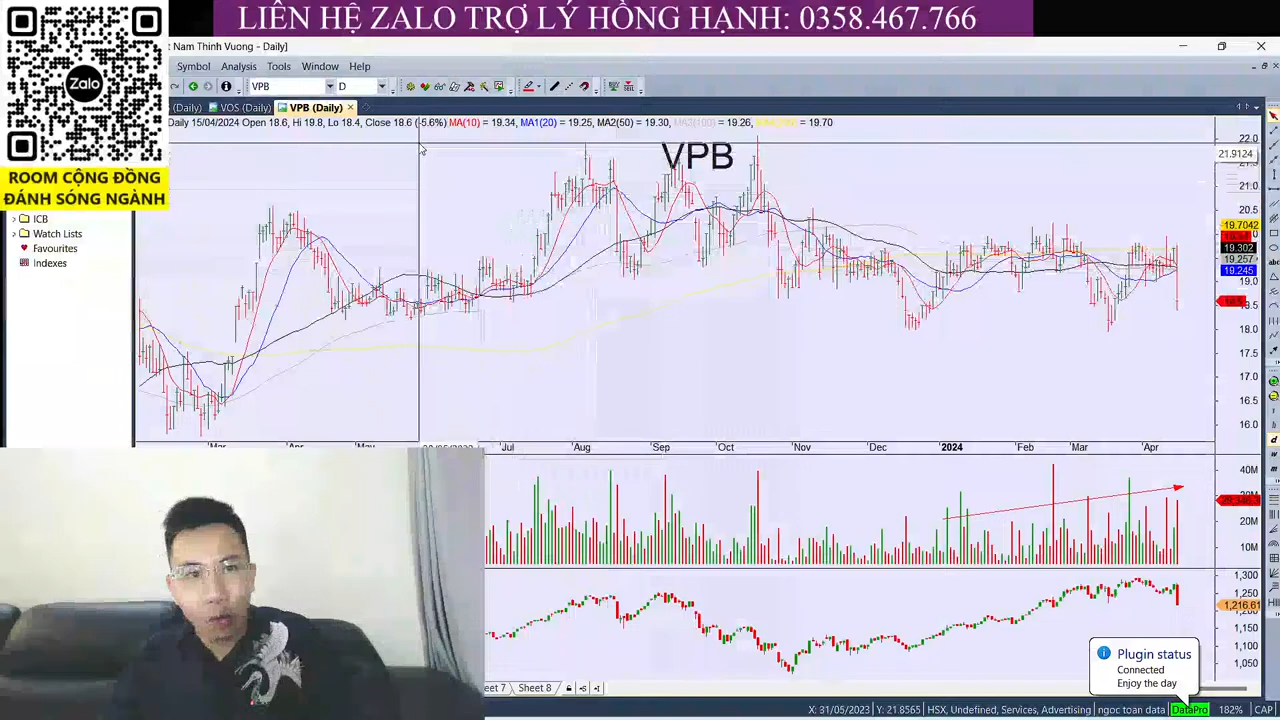 LIÊN HỆ ZALO TRỢ LÝ HỒNG HẠNH 0358.467.766
Zalo
ROOM CỘNG ĐỒNG
ĐÁNH SÓNG NGÀNH
t Nam Thinh Vuong - Daily]
Symbol Analysis Tools Window Help
VPB D
(Daily) VOS (Daily) VPB (Daily)
Daily 15/04/2024 Open 18.6, Hi 19.8, Lo 18.4, Close 18.6 (-5.6%) MA(10) = 19.34, MA1(20) = 19.25, MA2(50) = 19.30, MA3(100) = 19.26, = 19.70
VPB
ICB
Watch Lists
Favourites
Indexes
22.0
21.9124
21.0
20.5
19.7042
19.302
19.257
19.245
19.0
18.0
17.5
17.0
16.5
16.0
Mar Apr May Jul Aug Sep Oct Nov Dec 2024 Feb Mar Apr
40M
20M
10M
1,300
1,250
1,216.61
1,150
1,100
1,050
eet 7 Sheet 8
Plugin status
Connected
Enjoy the day
X: 31/05/2023 Y: 21.8565 HSX, Undefined, Services, Advertising ngoc toan data DataPro 182% CAP